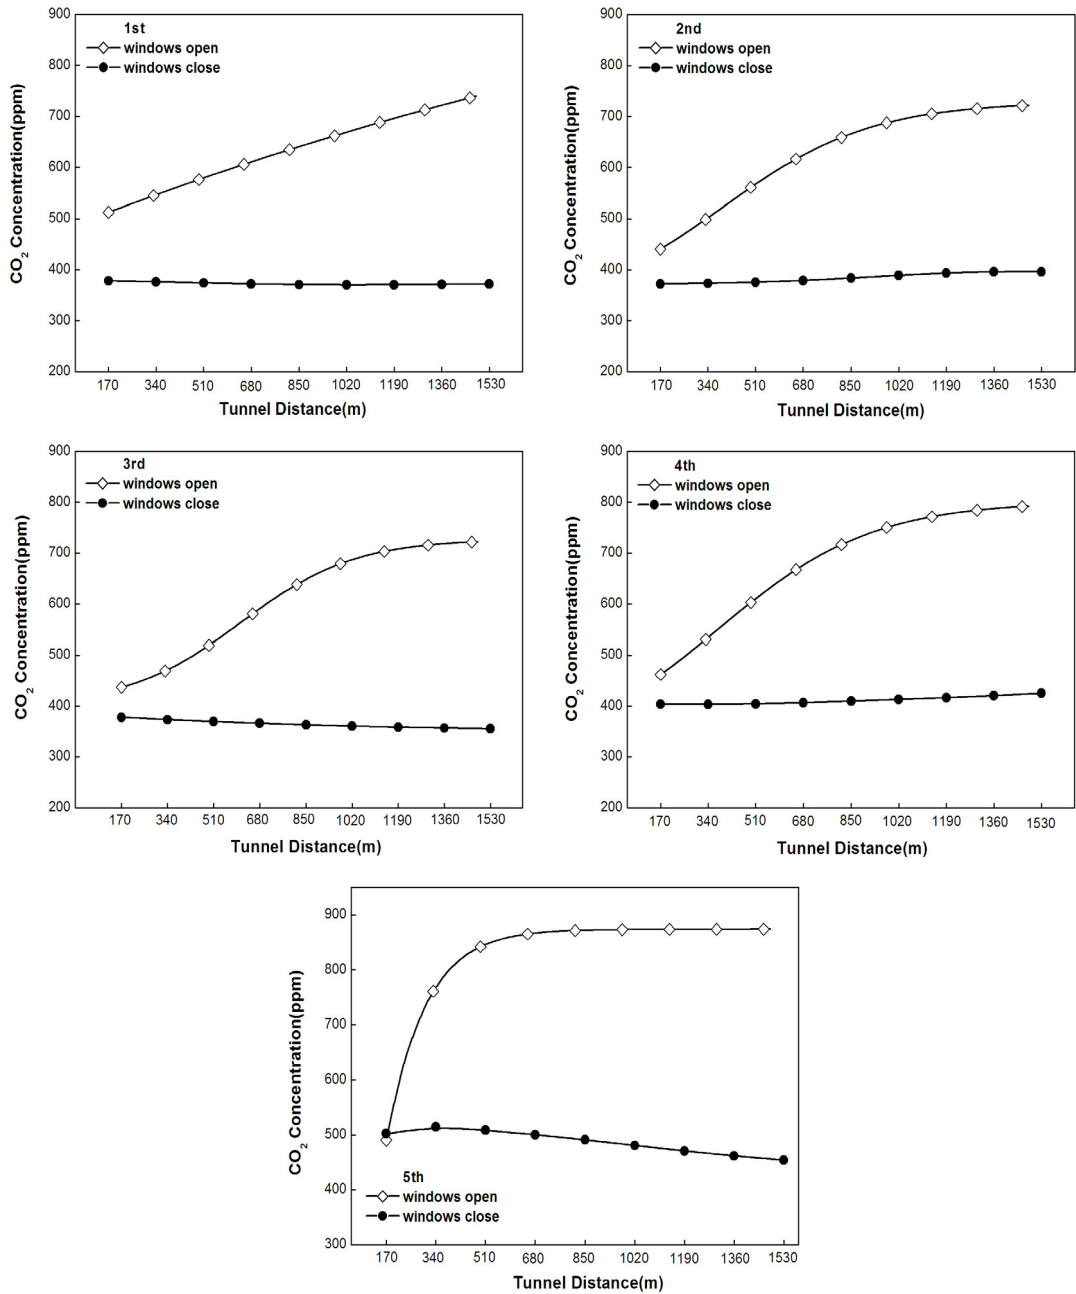 1st
windows open
windows close
900
800
700
600
500
400
300
200
CO2 Concentration(ppm)
170 340 510 680 850 1020 1190 1360 1530
Tunnel Distance(m)
2nd
windows open
windows close
900
800
700
600
500
400
300
200
CO2 Concentration(ppm)
170 340 510 680 850 1020 1190 1360 1530
Tunnel Distance(m)
3rd
windows open
windows close
900
800
700
600
500
400
300
200
CO2 Concentration(ppm)
170 340 510 680 850 1020 1190 1360 1530
Tunnel Distance(m)
4th
windows open
windows close
900
800
700
600
500
400
300
200
CO2 Concentration(ppm)
170 340 510 680 850 1020 1190 1360 1530
Tunnel Distance(m)
900
800
700
600
500
400
300
CO2 Concentration(ppm)
5th
windows open
windows close
170 340 510 680 850 1020 1190 1360 1530
Tunnel Distance(m)